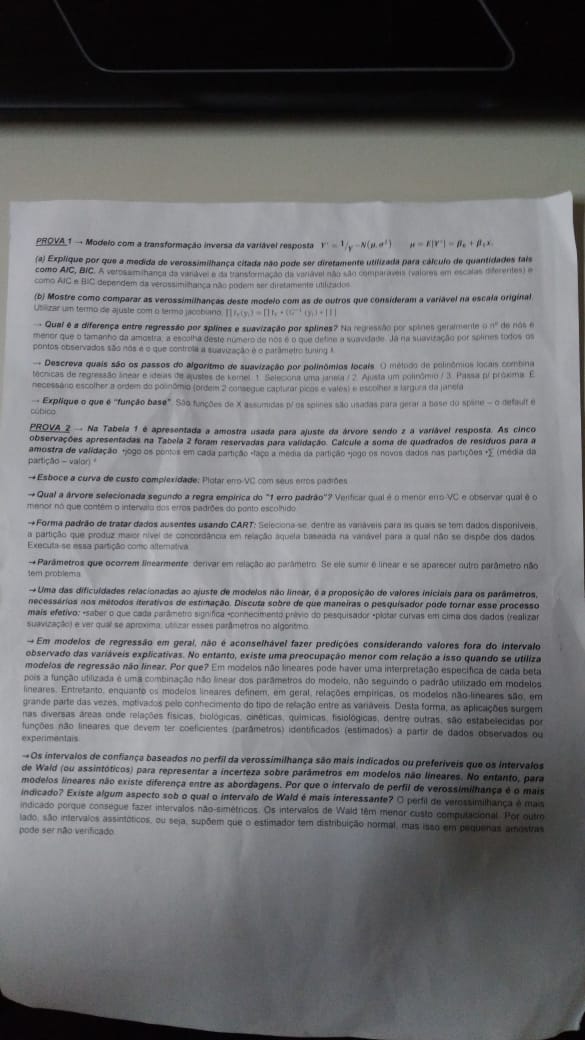 PROVA 1 → Modelo com a transformação inversa da variável resposta Y' = 1/Y ~N(μ, σ²) μ = E[Y'] = β₀ + β₁xᵢ
(a) Explique por que a medida de verossimilhança citada não pode ser diretamente utilizada para cálculo de quantidades tais
como AIC, BIC. A verossimilhança da variável e da transformação da variável não são comparáveis (valores em escalas diferentes) e
como AIC e BIC dependem da verossimilhança não podem ser diretamente utilizados.
(b) Mostre como comparar as verossimilhanças deste modelo com as de outros que consideram a variável na escala original.
Utilizar um termo de ajuste com o termo jacobiano.
→ Qual é a diferença entre regressão por splines e suavização por splines? Na regressão por splines geralmente o nº de nós é
menor que o tamanho da amostra, a escolha deste número de nós é o que define a suavidade. Já na suavização por splines todos os
pontos observados são nós e o que controla a suavização é o parâmetro tuning λ.
→ Descreva quais são os passos do algoritmo de suavização por polinômios locais. O método de polinômios locais combina
técnicas de regressão linear e ideias de ajustes de kernel. 1. Seleciona uma janela / 2. Ajusta um polinômio / 3. Passa p/ próxima. É
necessário escolher a ordem do polinômio (ordem 2 consegue capturar picos e vales) e escolher a largura da janela.
→ Explique o que é "função base". São funções de X assumidas p/ os splines são usadas para gerar a base do spline – o default é
cúbico.
PROVA 2 → Na Tabela 1 é apresentada a amostra usada para ajuste da árvore sendo z a variável resposta. As cinco
observações apresentadas na Tabela 2 foram reservadas para validação. Calcule a soma de quadrados de resíduos para a
amostra de validação •jogo os pontos em cada partição •faço a média da partição •jogo os novos dados nas partições •∑ (média da
partição – valor) ²
→Esboce a curva de custo complexidade: Plotar erro-VC com seus erros padrões
→Qual a árvore selecionada segundo a regra empírica do "1 erro padrão"? Verificar qual é o menor erro-VC e observar qual é o
menor nó que contém o intervalo dos erros padrões do ponto escolhido.
→Forma padrão de tratar dados ausentes usando CART: Seleciona-se, dentre as variáveis para as quais se tem dados disponíveis,
a partição que produz maior nível de concordância em relação àquela baseada na variável para a qual não se dispõe dos dados.
Executa-se essa partição como alternativa.
→Parâmetros que ocorrem linearmente: derivar em relação ao parâmetro. Se ele sumir é linear e se aparecer outro parâmetro não
tem problema.
→Uma das dificuldades relacionadas ao ajuste de modelos não linear, é a proposição de valores iniciais para os parâmetros,
necessários nos métodos iterativos de estimação. Discuta sobre de que maneiras o pesquisador pode tornar esse processo
mais efetivo: •saber o que cada parâmetro significa •conhecimento prévio do pesquisador •plotar curvas em cima dos dados (realizar
suavização) e ver qual se aproxima, utilizar esses parâmetros no algoritmo.
→ Em modelos de regressão em geral, não é aconselhável fazer predições considerando valores fora do intervalo
observado das variáveis explicativas. No entanto, existe uma preocupação menor com relação a isso quando se utiliza
modelos de regressão não linear. Por que? Em modelos não lineares pode haver uma interpretação específica de cada beta
pois a função utilizada é uma combinação não linear dos parâmetros do modelo, não seguindo o padrão utilizado em modelos
lineares. Entretanto, enquanto os modelos lineares definem, em geral, relações empíricas, os modelos não-lineares são, em
grande parte das vezes, motivados pelo conhecimento do tipo de relação entre as variáveis. Desta forma, as aplicações surgem
nas diversas áreas onde relações físicas, biológicas, cinéticas, químicas, fisiológicas, dentre outras, são estabelecidas por
funções não lineares que devem ter coeficientes (parâmetros) identificados (estimados) a partir de dados observados ou
experimentais.
→Os intervalos de confiança baseados no perfil da verossimilhança são mais indicados ou preferíveis que os intervalos
de Wald (ou assintóticos) para representar a incerteza sobre parâmetros em modelos não lineares. No entanto, para
modelos lineares não existe diferença entre as abordagens. Por que o intervalo de perfil de verossimilhança é o mais
indicado? Existe algum aspecto sob o qual o intervalo de Wald é mais interessante? O perfil de verossimilhança é mais
indicado porque consegue fazer intervalos não-simétricos. Os intervalos de Wald têm menor custo computacional. Por outro
lado, são intervalos assintóticos, ou seja, supõem que o estimador tem distribuição normal, mas isso em pequenas amostras
pode ser não verificado.